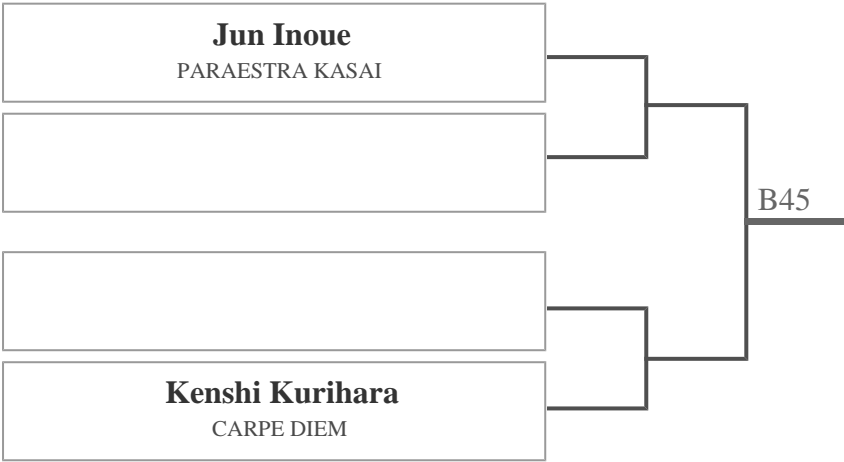 Jun Inoue
PARAESTRA KASAI
B45
Kenshi Kurihara
CARPE DIEM